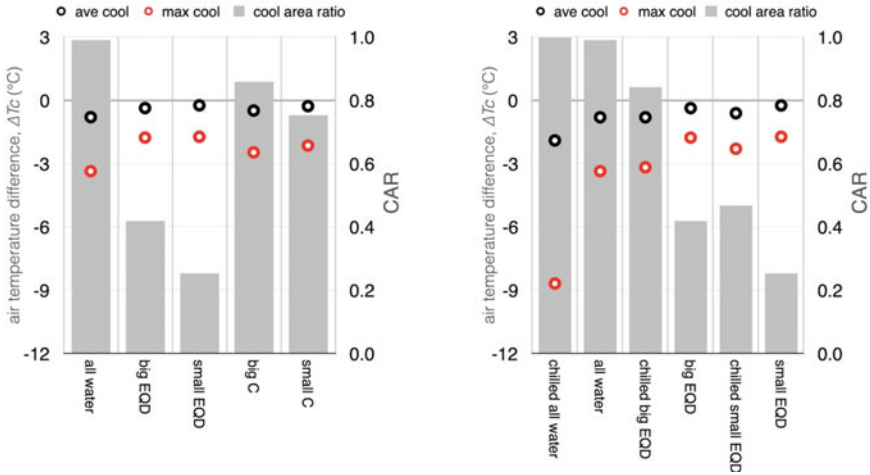 ave cool max cool cool area ratio
air temperature difference, ΔTc (°C)
3
0
-3
-6
-9
-12
1.0
0.8
0.6
0.4
0.2
0.0
CAR
all water
big EQD
small EQD
big C
small C
ave cool max cool cool area ratio
air temperature difference, ΔTc (°C)
3
0
-3
-6
-9
-12
1.0
0.8
0.6
0.4
0.2
0.0
CAR
chilled all water
all water
chilled big EQD
big EQD
chilled small EQD
small EQD